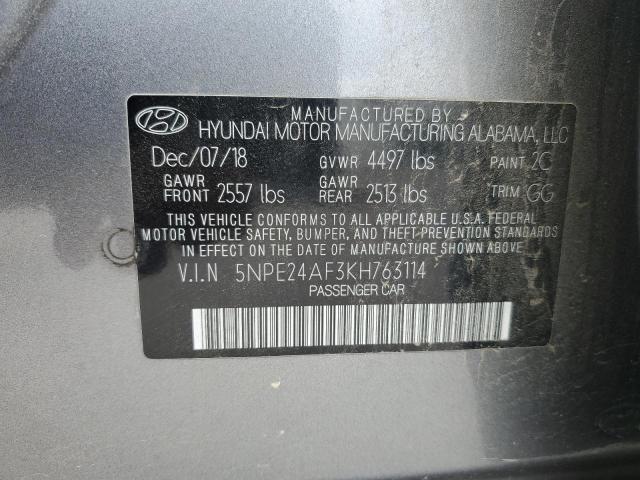 MANUFACTURED BY
HYUNDAI MOTOR MANUFACTURING ALABAMA, LLC
Dec/07/18 GVWR 4497 lbs PAINT 2C
GAWR FRONT 2557 lbs GAWR REAR 2513 lbs TRIM GG
THIS VEHICLE CONFORMS TO ALL APPLICABLE U.S.A. FEDERAL
MOTOR VEHICLE SAFETY, BUMPER, AND THEFT PREVENTION STANDARDS
IN EFFECT ON THE DATE OF MANUFACTURE SHOWN ABOVE.
V.I.N 5NPE24AF3KH763114
PASSENGER CAR